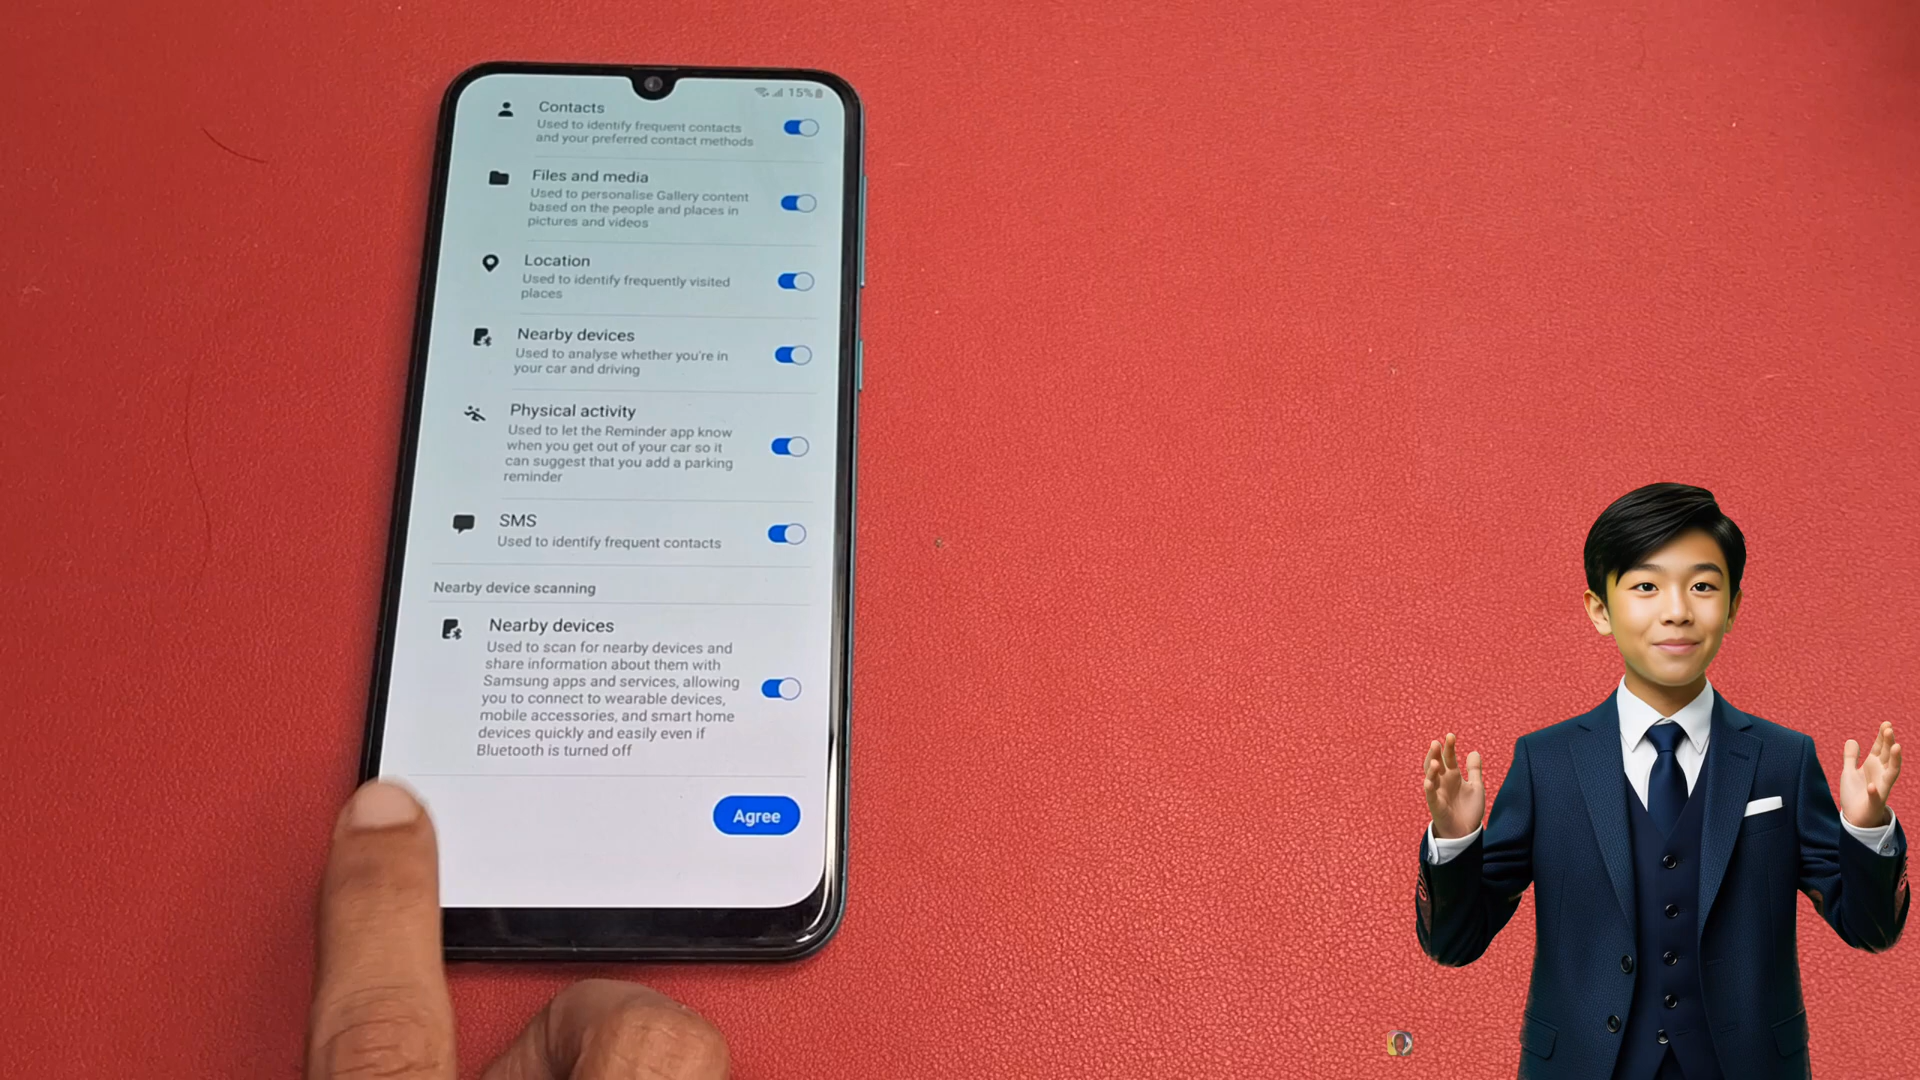 15%
Contacts
Used to identify frequent contacts
and your preferred contact methods
Files and media
Used to personalise Gallery content
based on the people and places in
pictures and videos
Location
Used to identify frequently visited
places
Nearby devices
Used to analyse whether you're in
your car and driving
Physical activity
Used to let the Reminder app know
when you get out of your car so it
can suggest that you add a parking
reminder
SMS
Used to identify frequent contacts
Nearby device scanning
Nearby devices
Used to scan for nearby devices and
share information about them with
Samsung apps and services, allowing
you to connect to wearable devices,
mobile accessories, and smart home
devices quickly and easily even if
Bluetooth is turned off
Agree